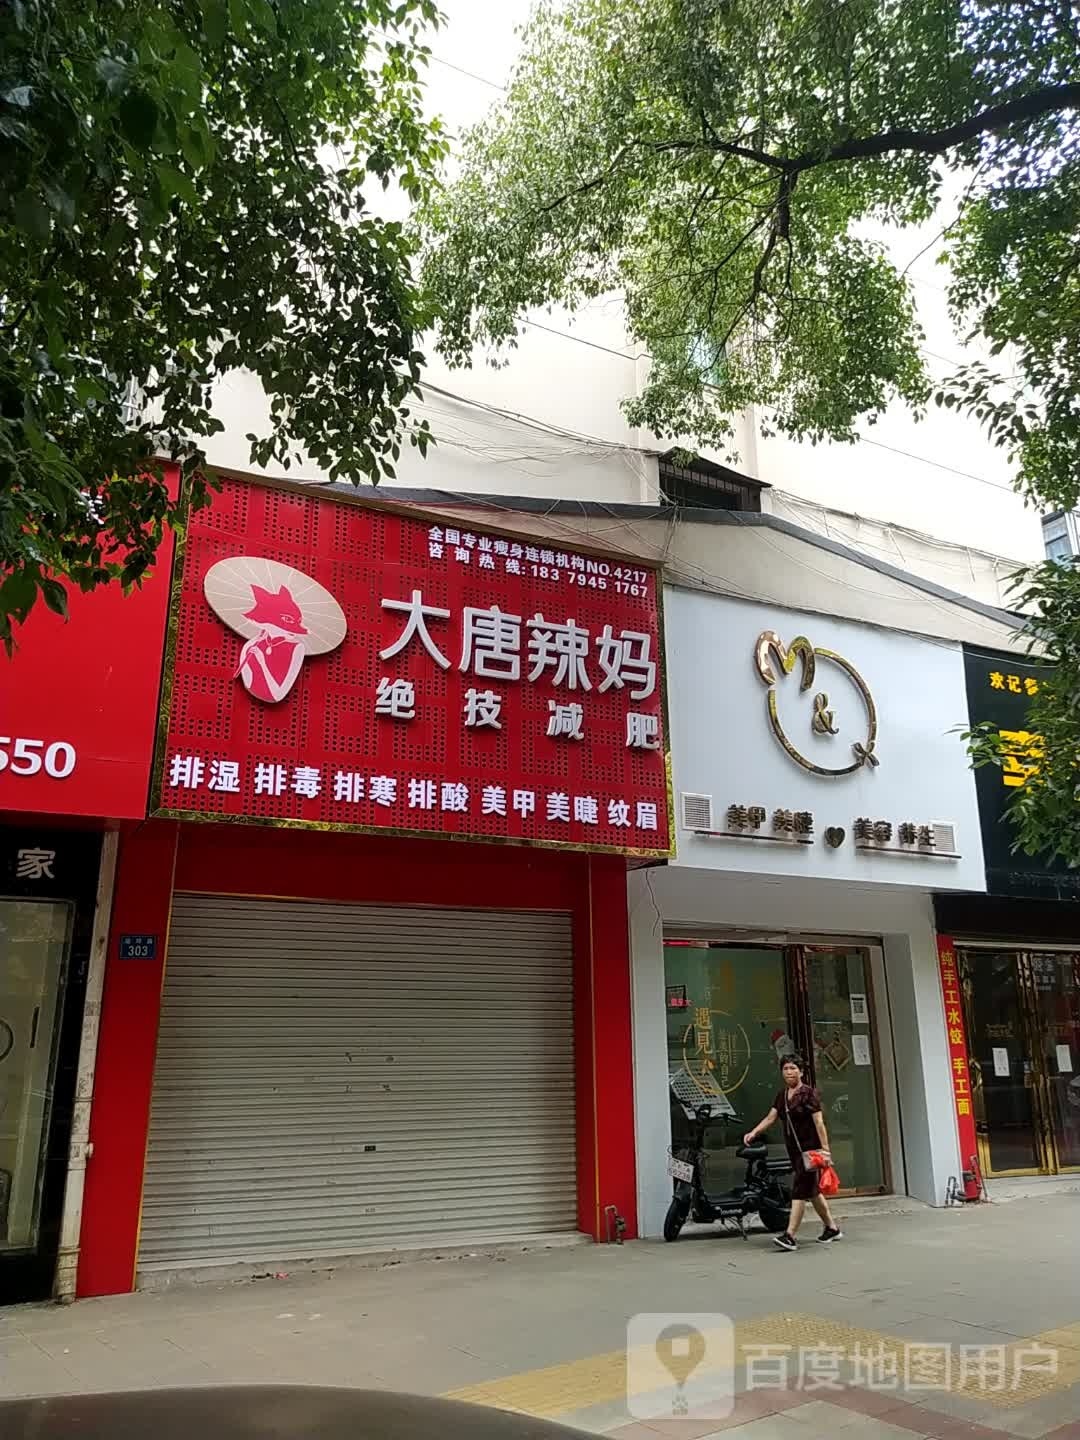 全国专业瘦身连锁机构NO.4217
咨询热线:183 7945 1767
大唐辣妈
绝技减肥
排湿 排毒 排寒 排酸 美甲 美睫 纹眉
550
家
303
M & X
美甲 美睫 美容 养生
欢记
遇見
纯手工水饺 手工面
百度地图用户